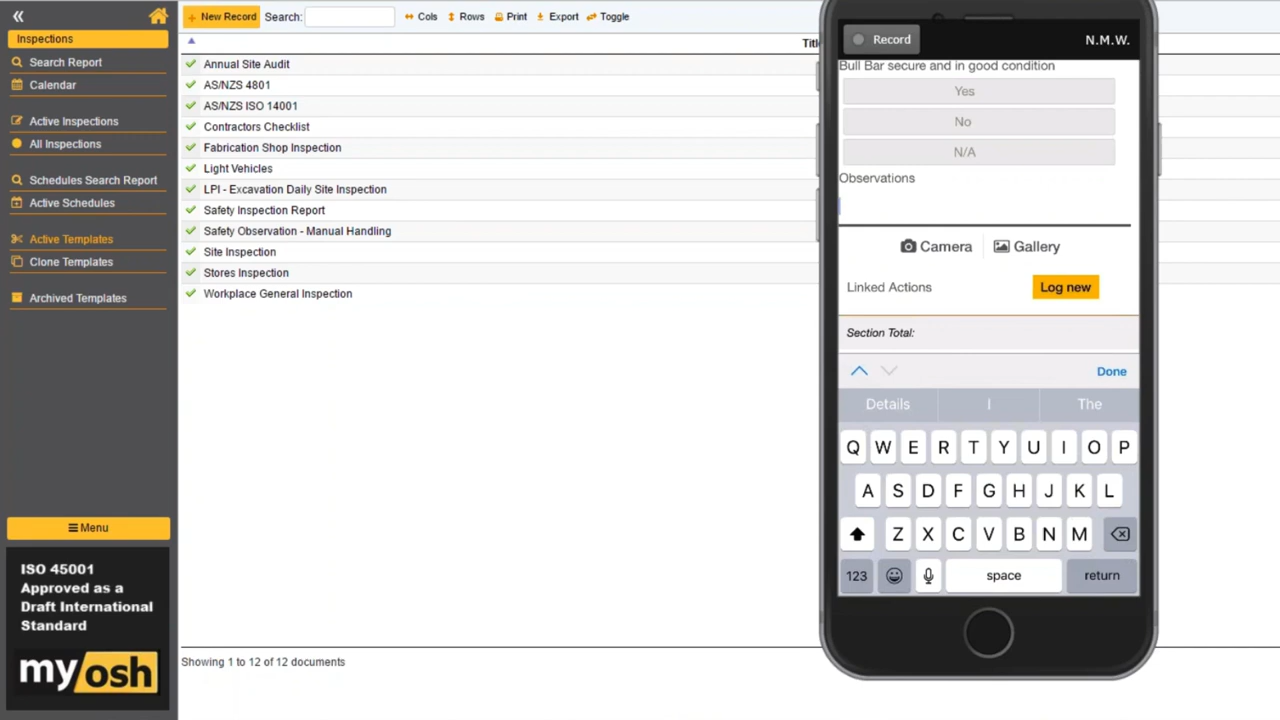 Inspections
Search Report
Calendar
Active Inspections
All Inspections
Schedules Search Report
Active Schedules
Active Templates
Clone Templates
Archived Templates
Menu
ISO 45001
Approved as a
Draft International
Standard
myosh
New Record Search: Cols Rows Print Export Toggle
Annual Site Audit
AS/NZS 4801
AS/NZS ISO 14001
Contractors Checklist
Fabrication Shop Inspection
Light Vehicles
LPI - Excavation Daily Site Inspection
Safety Inspection Report
Safety Observation - Manual Handling
Site Inspection
Stores Inspection
Workplace General Inspection
Showing 1 to 12 of 12 documents
Record N.M.W.
Bull Bar secure and in good condition
Yes
No
N/A
Observations
Camera Gallery
Linked Actions Log new
Section Total:
Done
Details I The
Q W E R T Y U I O P
A S D F G H J K L
Z X C V B N M
123 space return